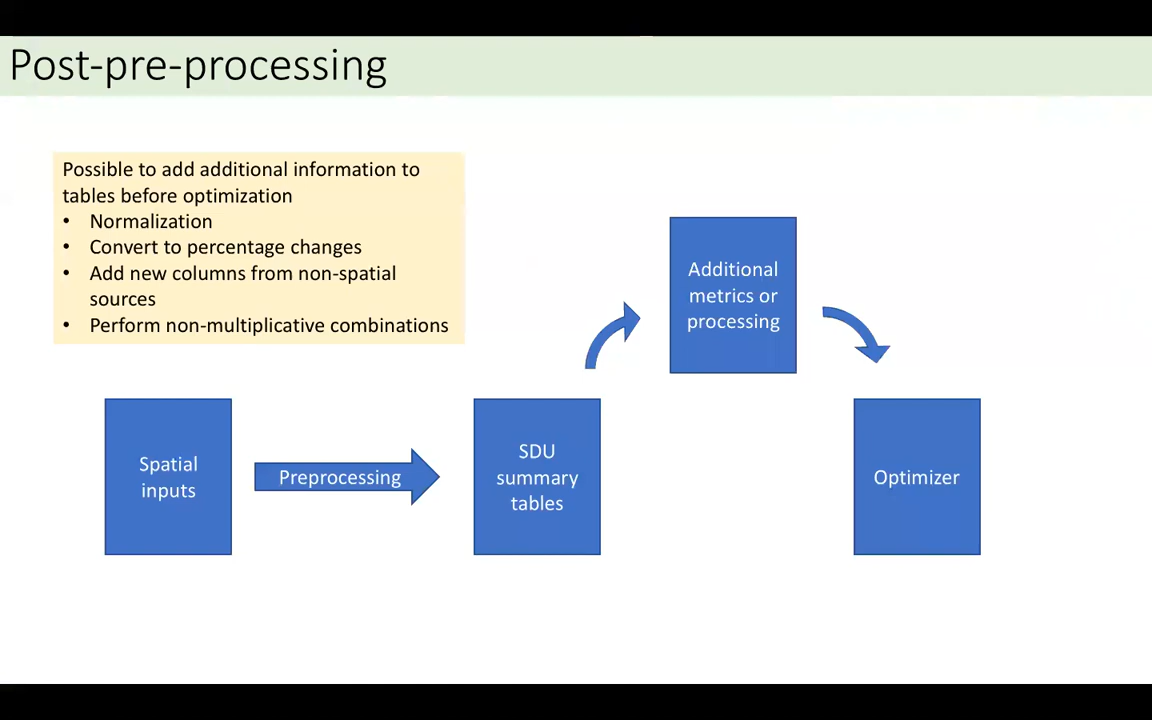 Post-pre-processing
Possible to add additional information to
tables before optimization
• Normalization
• Convert to percentage changes
• Add new columns from non-spatial
sources
• Perform non-multiplicative combinations
Additional
metrics or
processing
Spatial
inputs
Preprocessing
SDU
summary
tables
Optimizer